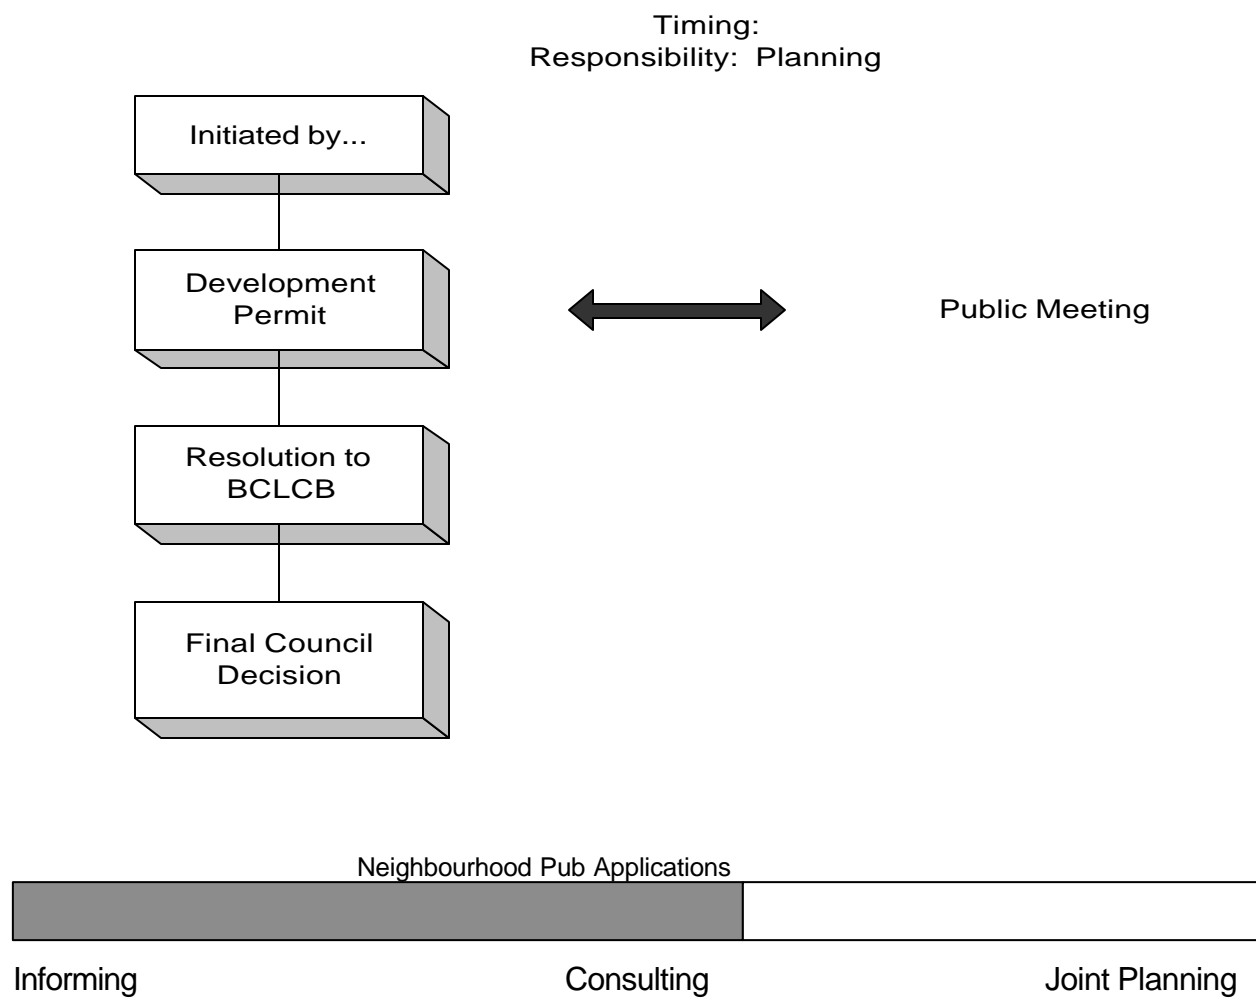 Timing:
Responsibility: Planning
Initiated by...
Development
Permit
Public Meeting
Resolution to
BCLCB
Final Council
Decision
Neighbourhood Pub Applications
Informing
Consulting
Joint Planning